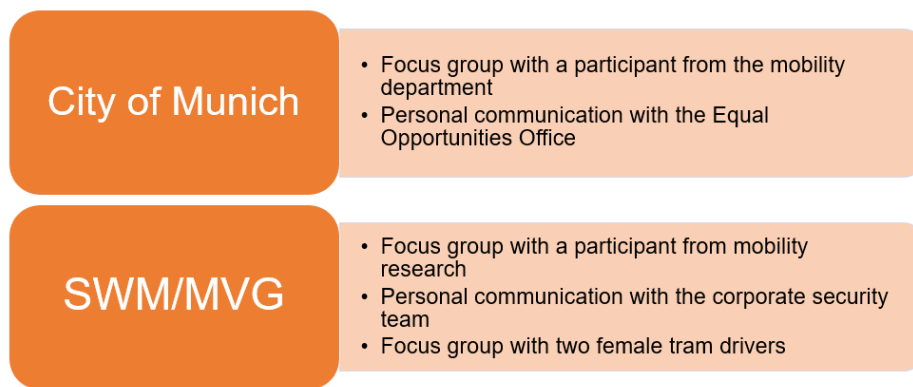 City of Munich
• Focus group with a participant from the mobility
department
• Personal communication with the Equal
Opportunities Office
SWM/MVG
• Focus group with a participant from mobility
research
• Personal communication with the corporate security
team
• Focus group with two female tram drivers